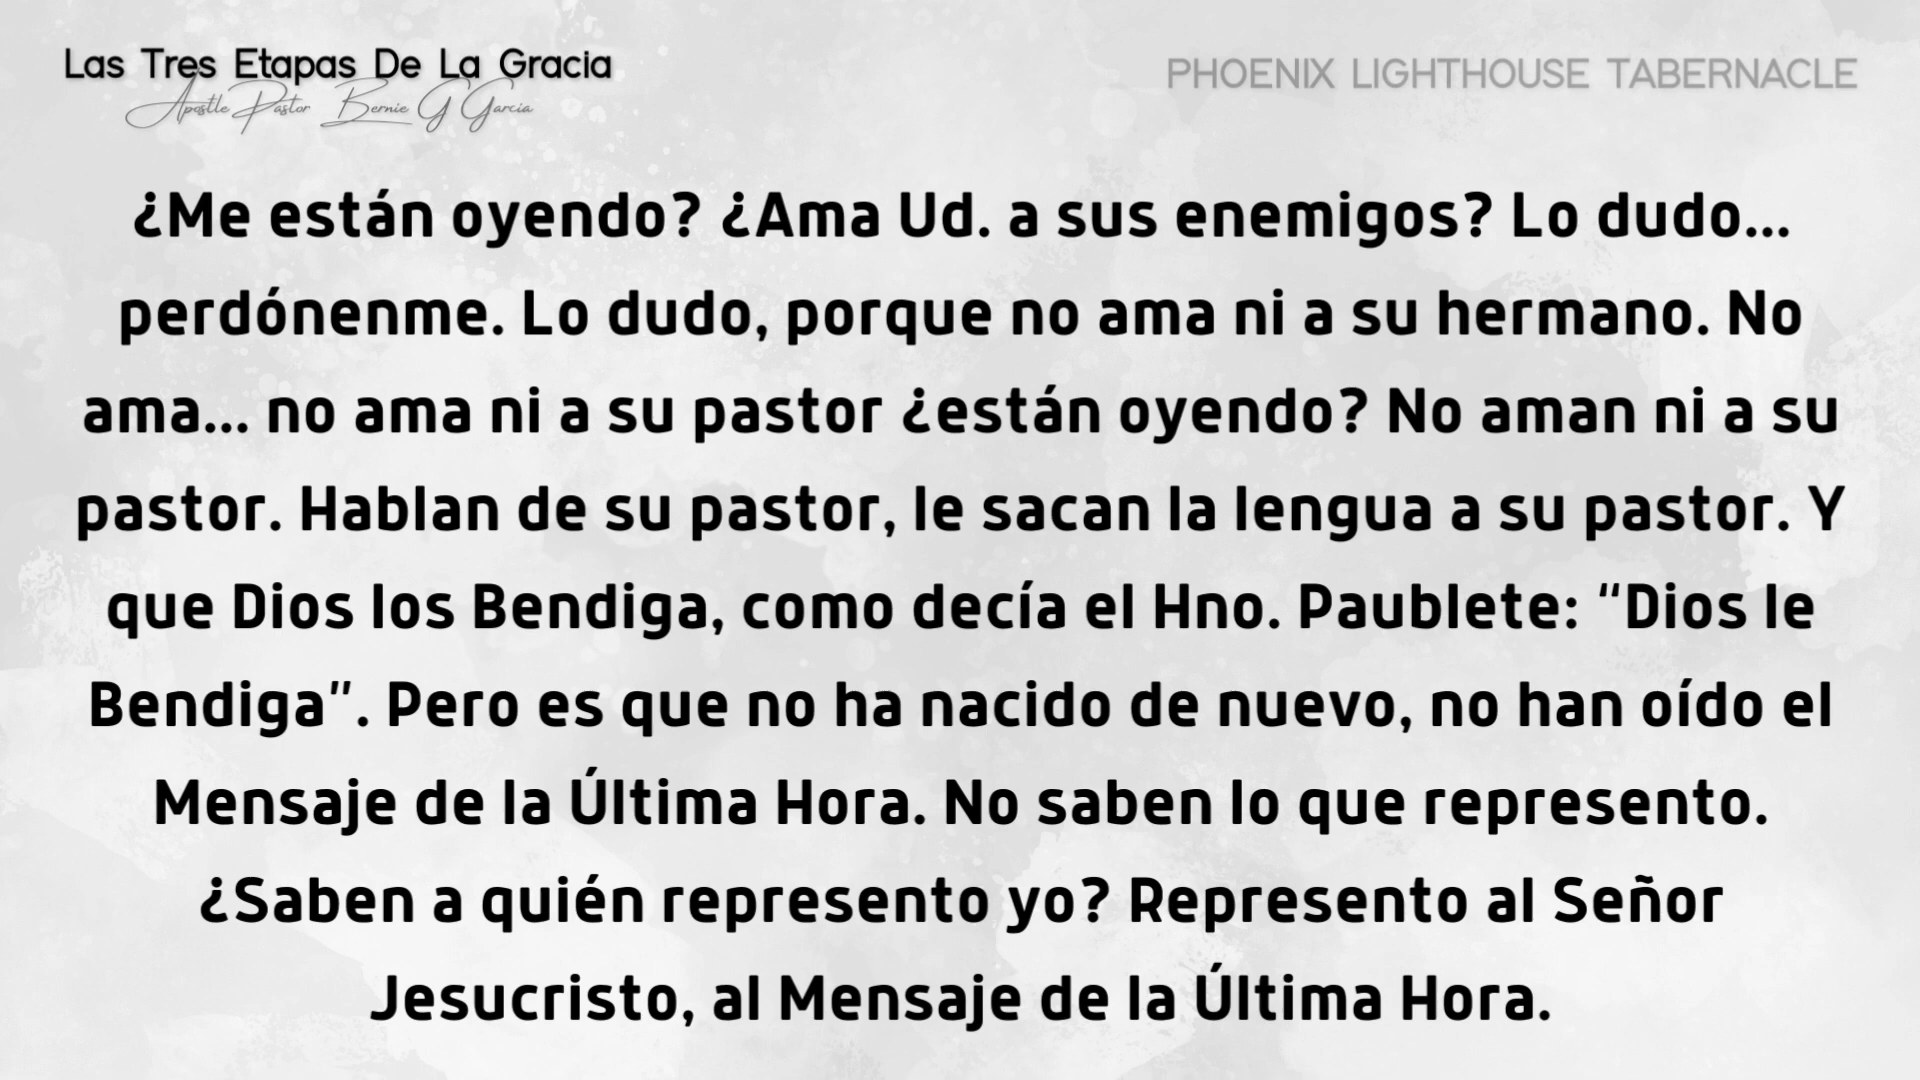 Las Tres Etapas De La Gracia
Apostle Pastor Bernie G Garcia
PHOENIX LIGHTHOUSE TABERNACLE
¿Me están oyendo? ¿Ama Ud. a sus enemigos? Lo dudo...
perdónenme. Lo dudo, porque no ama ni a su hermano. No
ama... no ama ni a su pastor ¿están oyendo? No aman ni a su
pastor. Hablan de su pastor, le sacan la lengua a su pastor. Y
que Dios los Bendiga, como decía el Hno. Paublete: “Dios le
Bendiga”. Pero es que no ha nacido de nuevo, no han oído el
Mensaje de la Última Hora. No saben lo que represento.
¿Saben a quién represento yo? Represento al Señor
Jesucristo, al Mensaje de la Última Hora.